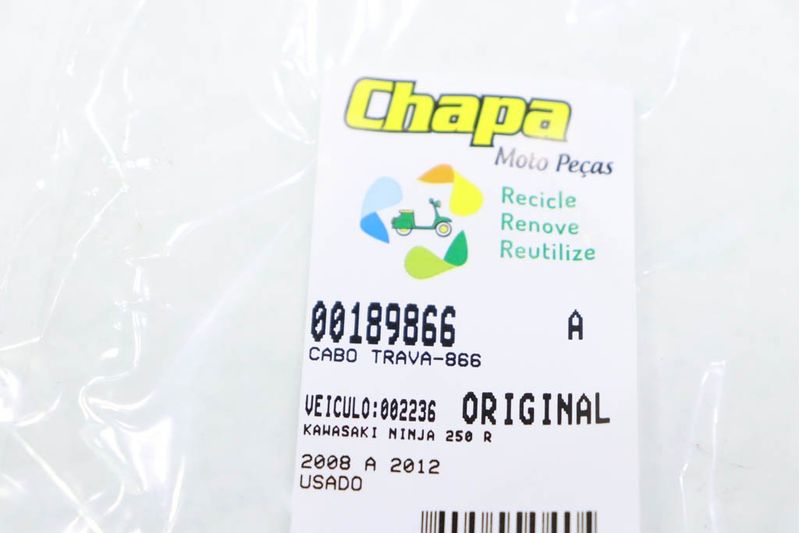 Chapa
Moto Peças
Recicle
Renove
Reutilize
00189866 A
CABO TRAVA-866
VEICULO:002236 ORIGINAL
KAWASAKI NINJA 250 R
2008 A 2012
USADO